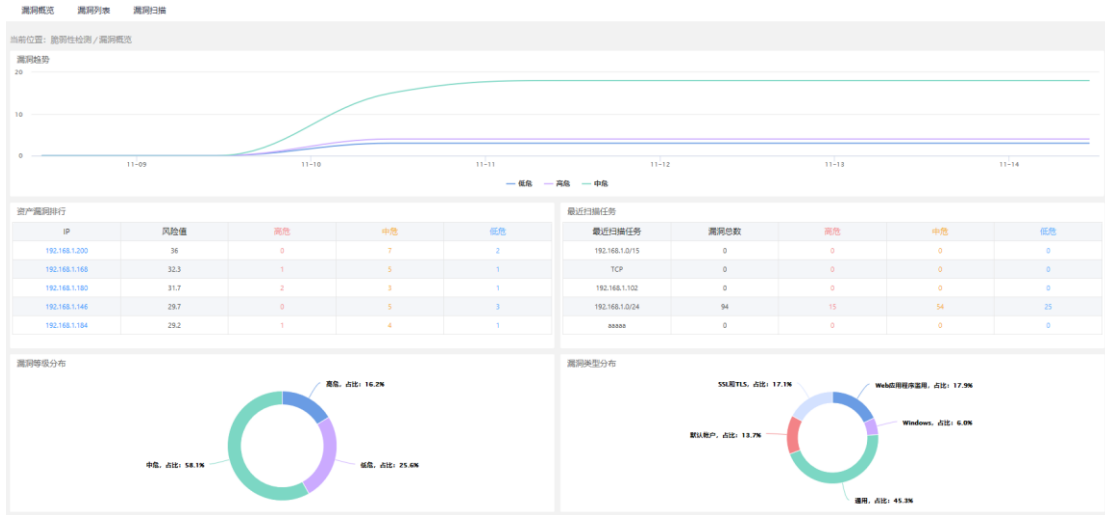 漏洞概览 漏洞列表 漏洞扫描
当前位置：脆弱性检测 / 漏洞概览
漏洞趋势
20
10
0
11-09 11-10 11-11 11-12 11-13 11-14
低危 高危 中危
资产漏洞排行
IP 风险值 高危 中危 低危
192.168.1.200 36 0 7 2
192.168.1.168 32.3 1 5 1
192.168.1.180 31.7 2 3 1
192.168.1.146 29.7 0 5 3
192.168.1.184 29.2 1 4 1
最近扫描任务
最近扫描任务 漏洞总数 高危 中危 低危
192.168.1.0/15 0 0 0 0
TCP 0 0 0 0
192.168.1.102 0 0 0 0
192.168.1.0/24 94 15 54 25
aaaaa 0 0 0 0
漏洞等级分布
高危，占比：16.2%
中危，占比：58.1%
低危，占比：25.6%
漏洞类型分布
SSL和TLS，占比：17.1%
Web应用程序滥用，占比：17.9%
Windows，占比：6.0%
默认帐户，占比：13.7%
通用，占比：45.3%